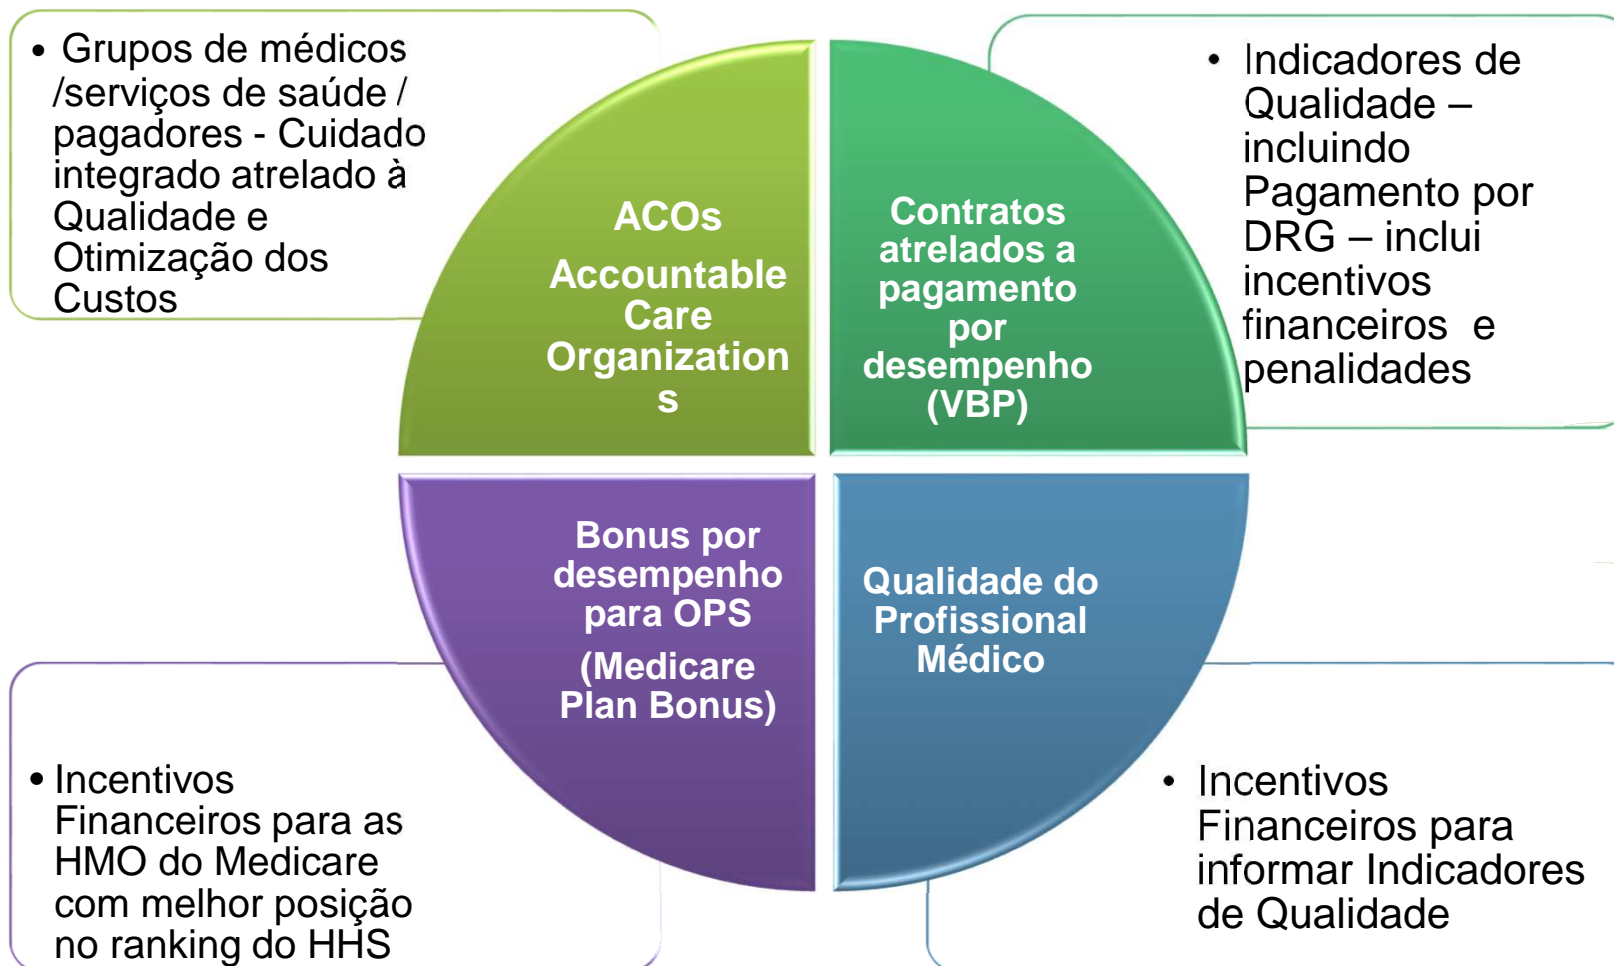 • Grupos de médicos
/serviços de saúde /
pagadores - Cuidado
integrado atrelado à
Qualidade e
Otimização dos
Custos
ACOs
Accountable
Care
Organization
s
Contratos
atrelados a
pagamento
por
desempenho
(VBP)
• Indicadores de
Qualidade –
incluindo
Pagamento por
DRG – inclui
incentivos
financeiros e
penalidades
Bonus por
desempenho
para OPS
(Medicare
Plan Bonus)
Qualidade do
Profissional
Médico
• Incentivos
Financeiros para as
HMO do Medicare
com melhor posição
no ranking do HHS
• Incentivos
Financeiros para
informar Indicadores
de Qualidade